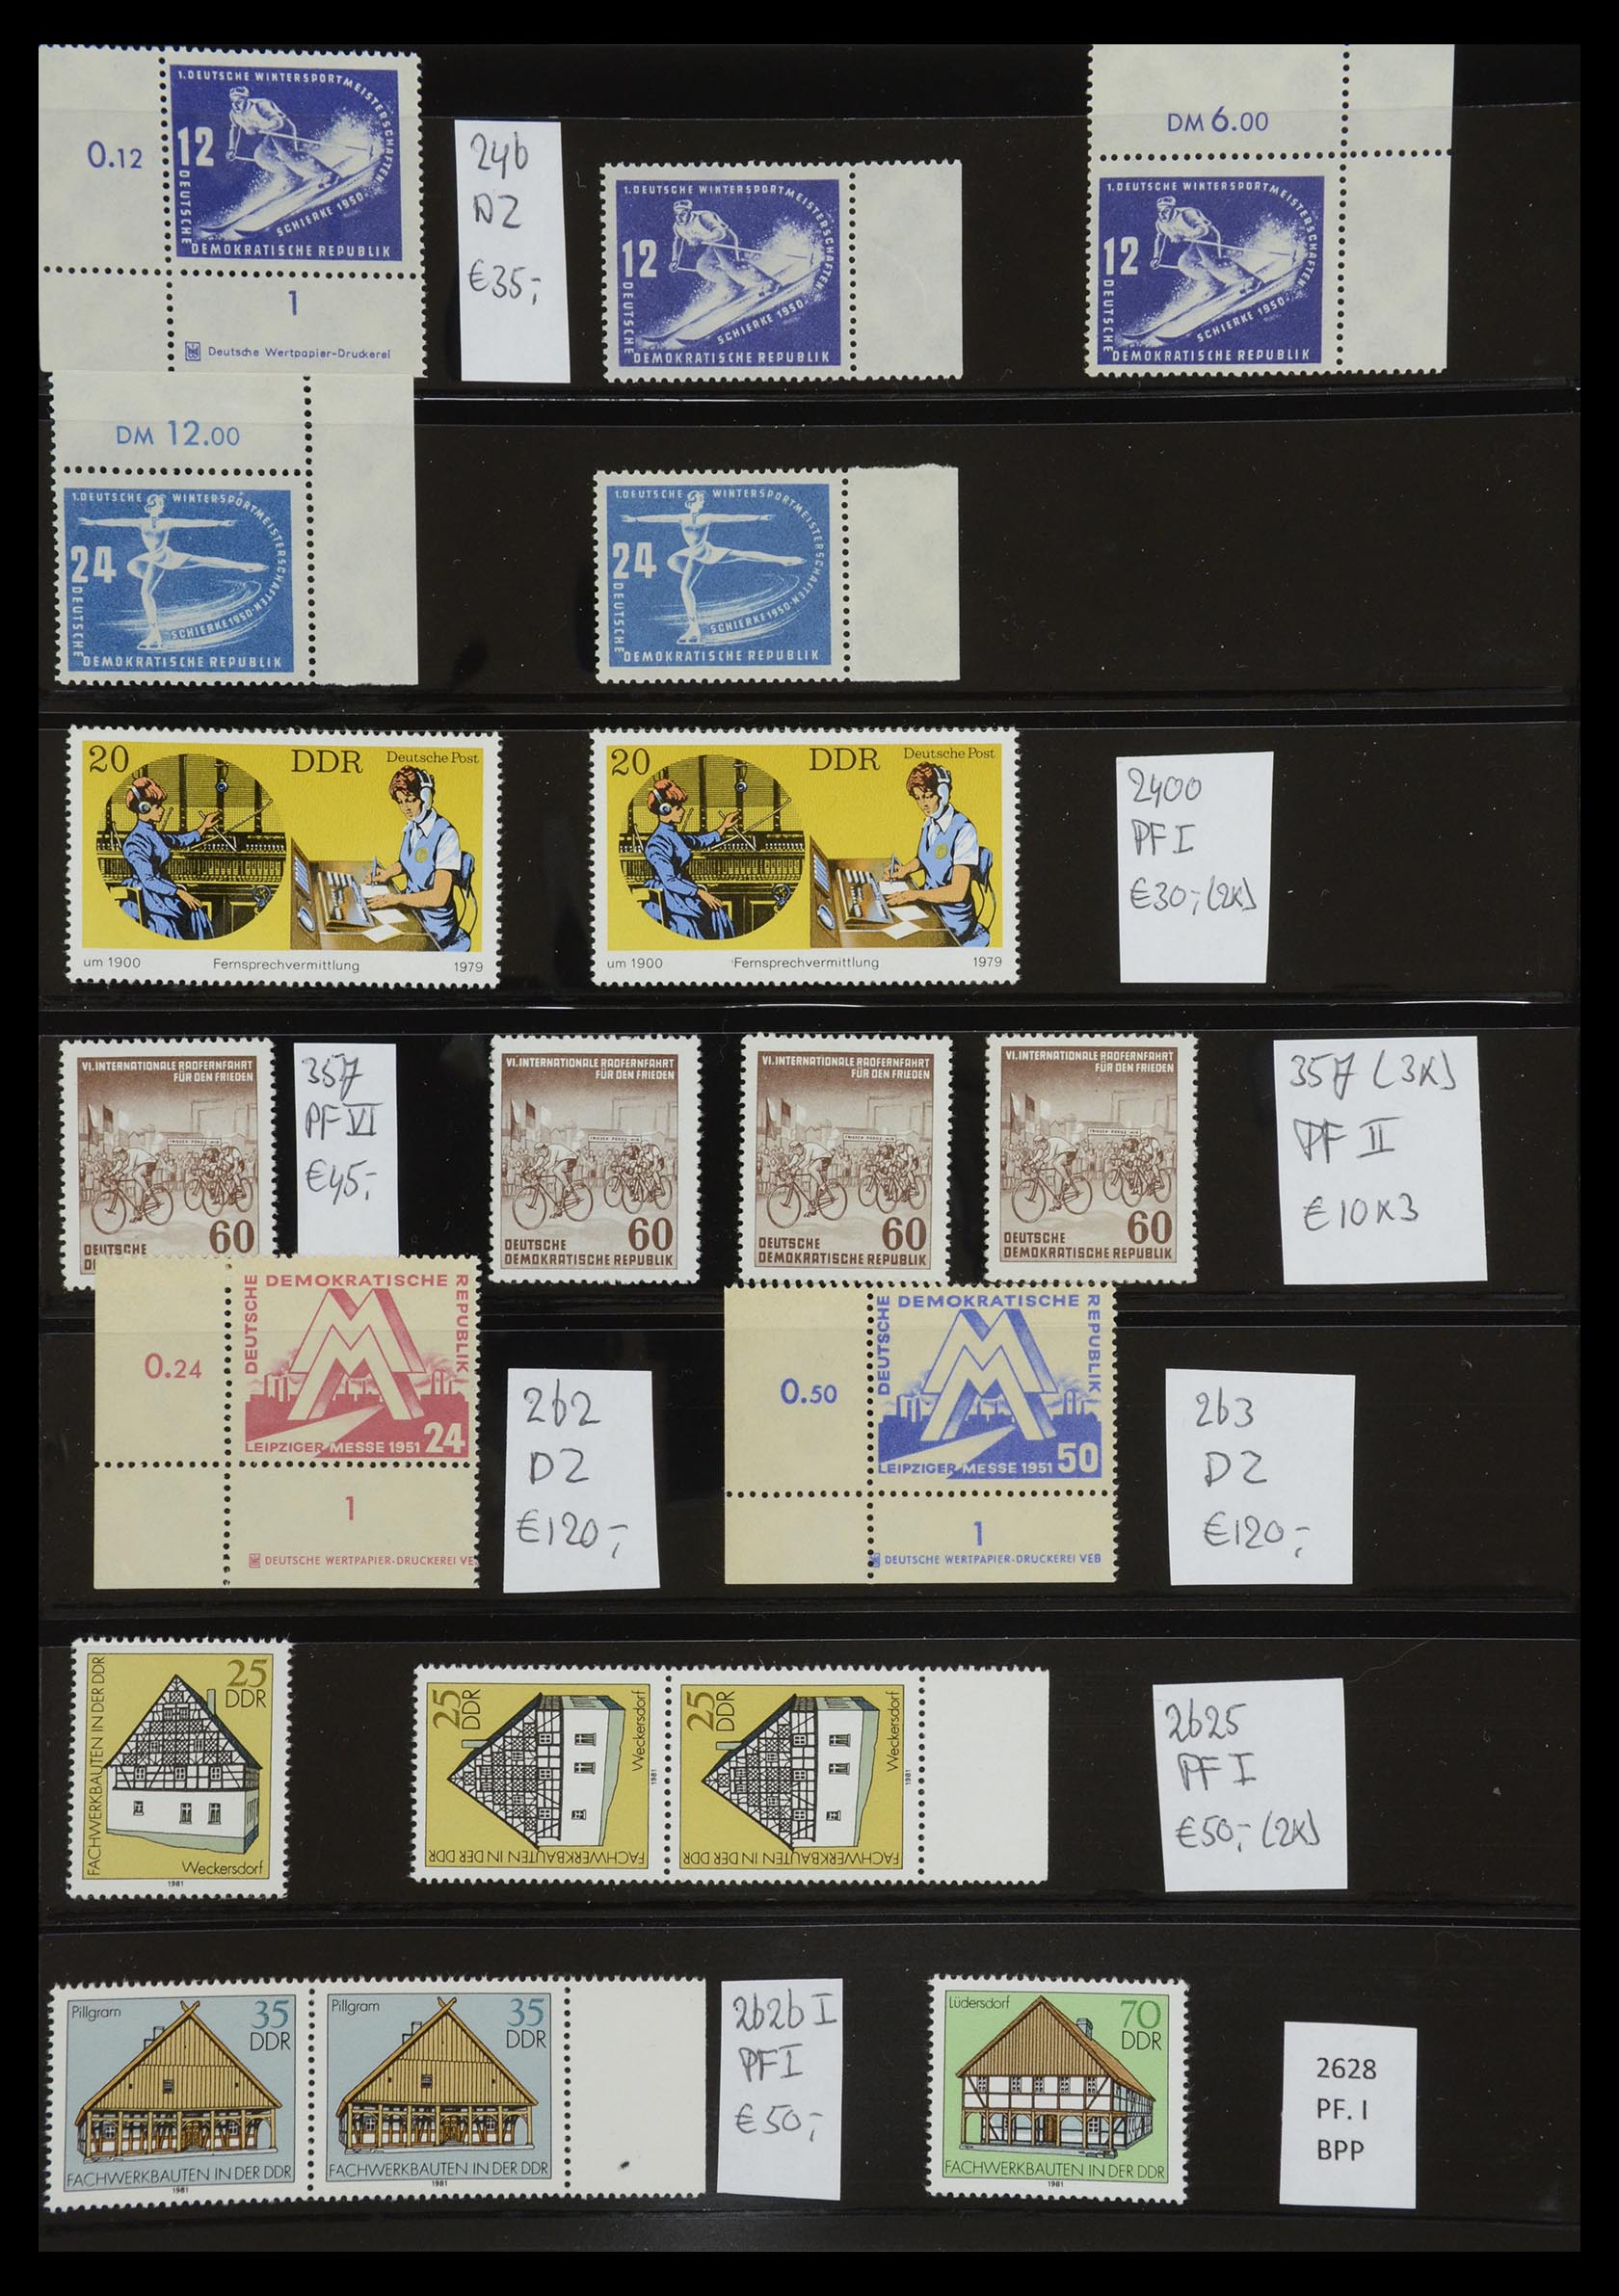 0.12
1.DEUTSCHE WINTERSPORTMEISTERSCHAFTEN
12
SCHIERKE 1950
DEUTSCHE
DEMOKRATISCHE REPUBLIK
1
Deutsche Wertpapier-Druckerei
246
DZ
€35,-
1.DEUTSCHE WINTERSPORTMEISTERSCHAFTEN
12
SCHIERKE 1950
DEUTSCHE
DEMOKRATISCHE REPUBLIK
DM 6.00
1.DEUTSCHE WINTERSPORTMEISTERSCHAFTEN
12
SCHIERKE 1950
DEUTSCHE
DEMOKRATISCHE REPUBLIK
DM 12.00
1.DEUTSCHE WINTERSPORTMEISTERSCHAFTEN
24
SCHIERKE 1950
DEUTSCHE
DEMOKRATISCHE REPUBLIK
1.DEUTSCHE WINTERSPORTMEISTERSCHAFTEN
24
SCHIERKE 1950
DEUTSCHE
DEMOKRATISCHE REPUBLIK
20 DDR Deutsche Post
um 1900 Fernsprechvermittlung 1979
20 DDR Deutsche Post
um 1900 Fernsprechvermittlung 1979
2400
PF I
€30,- (2x)
VI. INTERNATIONALE RADFERNFAHRT
FÜR DEN FRIEDEN
60
DEUTSCHE
357
PF VI
€45,-
VI. INTERNATIONALE RADFERNFAHRT
FÜR DEN FRIEDEN
60
DEUTSCHE
DEMOKRATISCHE REPUBLIK
VI. INTERNATIONALE RADFERNFAHRT
FÜR DEN FRIEDEN
60
DEUTSCHE
DEMOKRATISCHE REPUBLIK
VI. INTERNATIONALE RADFERNFAHRT
FÜR DEN FRIEDEN
60
DEUTSCHE
DEMOKRATISCHE REPUBLIK
357 (3x)
PF II
€10x3
0.24
DEUTSCHE DEMOKRATISCHE REPUBLIK
LEIPZIGER MESSE 1951 24
1
DEUTSCHE WERTPAPIER-DRUCKEREI VE
262
DZ
€120,-
0.50
DEUTSCHE DEMOKRATISCHE REPUBLIK
LEIPZIGER MESSE 1951 50
1
DEUTSCHE WERTPAPIER-DRUCKEREI VEB
263
DZ
€120,-
25
DDR
FACHWERKBAUTEN IN DER DDR
Weckersdorf
1981
25
DDR
Weckersdorf
FACHWERKBAUTEN IN DER DDR
1981
25
DDR
Weckersdorf
FACHWERKBAUTEN IN DER DDR
1981
2625
PF I
€50,- (2x)
Pillgram 35
DDR
FACHWERKBAUTEN IN DER DDR
1981
Pillgram 35
DDR
FACHWERKBAUTEN IN DER DDR
1981
2626 I
PF I
€50,-
Lüdersdorf 70
DDR
FACHWERKBAUTEN IN DER DDR
1981
2628
PF. I
BPP